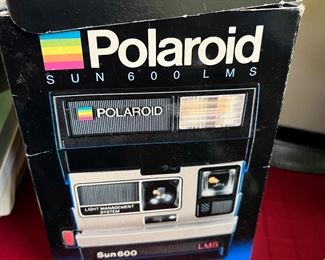 Polaroid
SUN 600 LMS
POLAROID
LIGHT MANAGEMENT
SYSTEM
Sun600
LMS